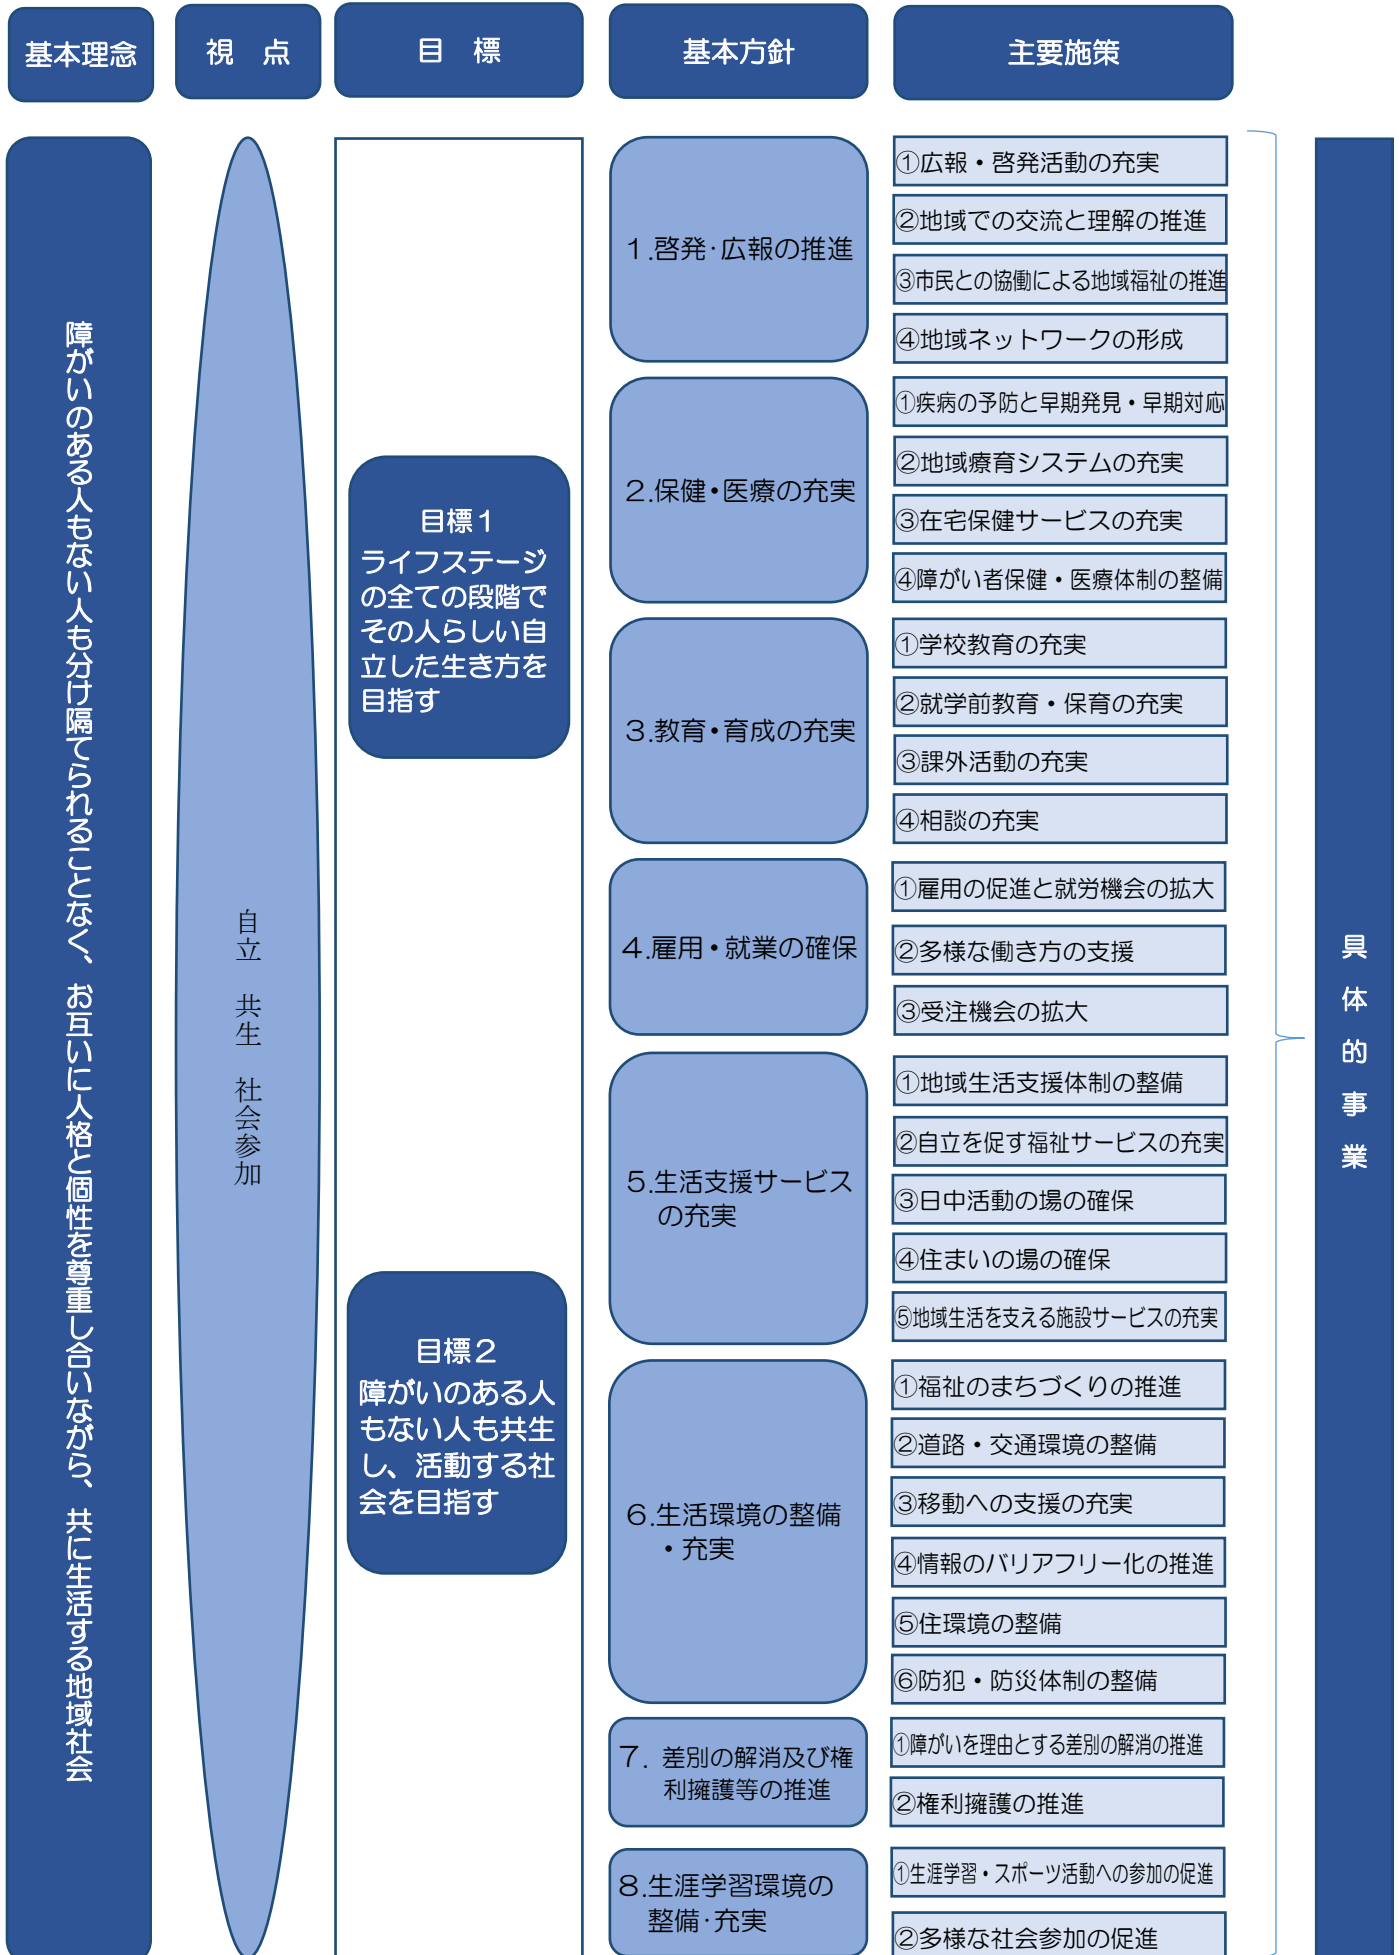 基本理念
視　点
目　標
基本方針
主要施策
障がいのある人もない人も分け隔てられることなく、お互いに人格と個性を尊重し合いながら、共に生活する地域社会
自立　共生　社会参加
目標１
ライフステージ
の全ての段階で
その人らしい自
立した生き方を
目指す
目標２
障がいのある人
もない人も共生
し、活動する社
会を目指す
１.啓発･広報の推進
①広報・啓発活動の充実
②地域での交流と理解の推進
③市民との協働による地域福祉の推進
④地域ネットワークの形成
２.保健・医療の充実
①疾病の予防と早期発見・早期対応
②地域療育システムの充実
③在宅保健サービスの充実
④障がい者保健・医療体制の整備
３.教育・育成の充実
①学校教育の充実
②就学前教育・保育の充実
③課外活動の充実
④相談の充実
４.雇用・就業の確保
①雇用の促進と就労機会の拡大
②多様な働き方の支援
③受注機会の拡大
５.生活支援サービス
の充実
①地域生活支援体制の整備
②自立を促す福祉サービスの充実
③日中活動の場の確保
④住まいの場の確保
⑤地域生活を支える施設サービスの充実
６.生活環境の整備
・充実
①福祉のまちづくりの推進
②道路・交通環境の整備
③移動への支援の充実
④情報のバリアフリー化の推進
⑤住環境の整備
⑥防犯・防災体制の整備
７. 差別の解消及び権
利擁護等の推進
①障がいを理由とする差別の解消の推進
②権利擁護の推進
８.生涯学習環境の
整備･充実
①生涯学習・スポーツ活動への参加の促進
②多様な社会参加の促進
具体的事業